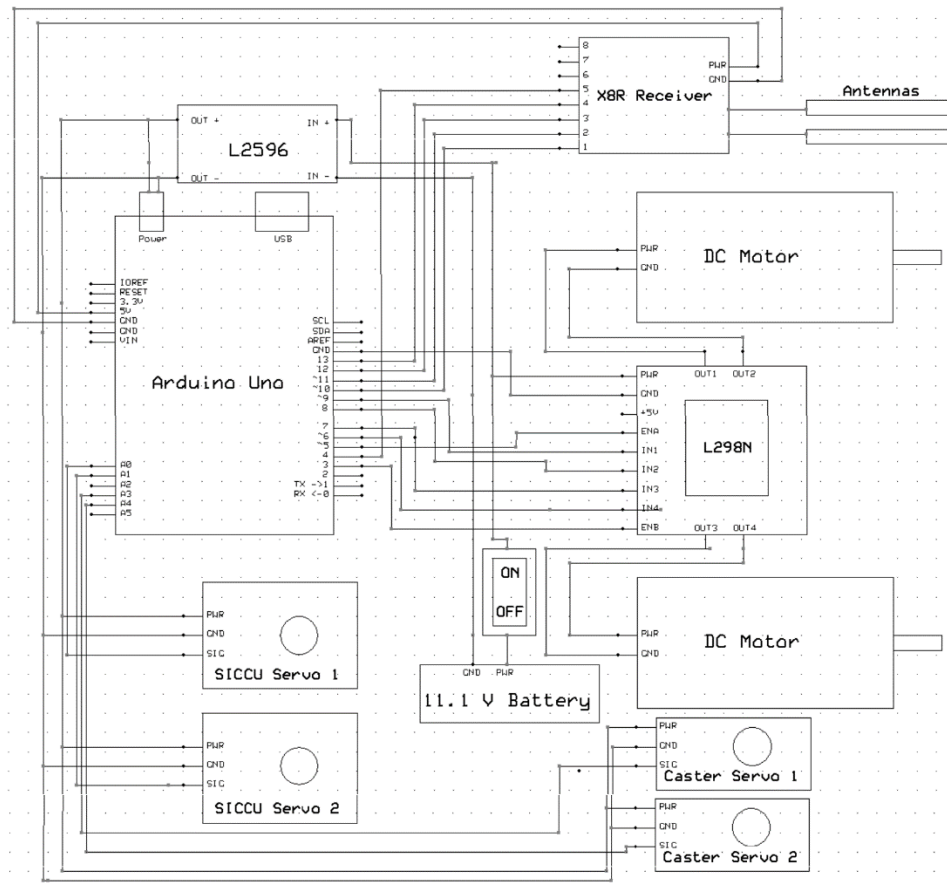 8
7
6
5
4
3
2
1
X8R Receiver
PWR
GND
Antennas
OUT +
IN +
L2596
OUT -
IN -
Power
USB
IOREF
RESET
3.3V
5V
GND
GND
VIN
Arduino Uno
SCL
SDA
AREF
GND
13
12
~11
~10
~9
8
7
~6
~5
4
3
2
TX ->1
RX <-0
A0
A1
A2
A3
A4
A5
PWR
GND
DC Motor
OUT1
OUT2
PWR
GND
+5V
ENA
IN1
IN2
IN3
IN4
ENB
L298N
OUT3
OUT4
ON
OFF
GND
PWR
11.1 V Battery
PWR
GND
DC Motor
PWR
GND
SIG
SICCU Servo 1
PWR
GND
SIG
SICCU Servo 2
PWR
GND
SIG
Caster Servo 1
PWR
GND
SIG
Caster Servo 2